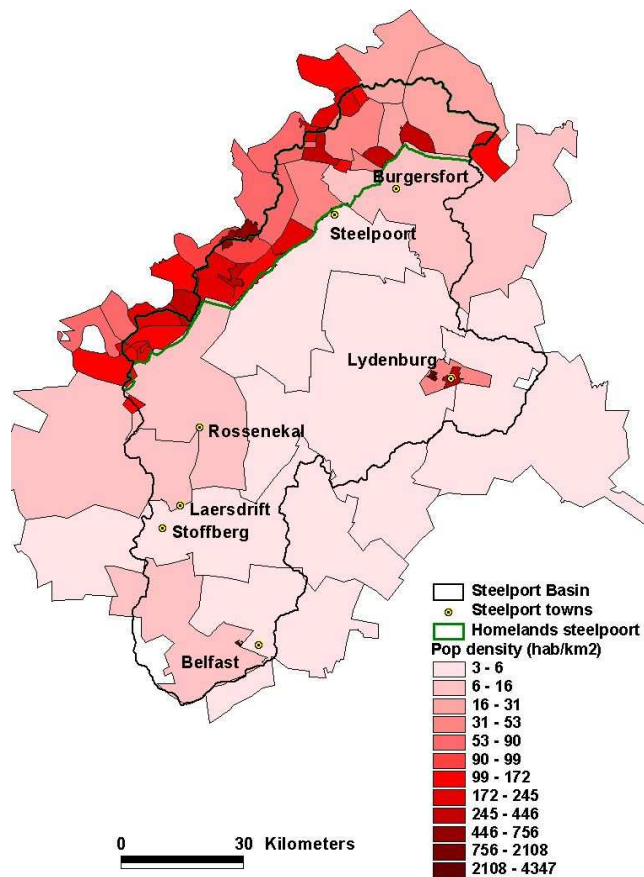 Burgersfort
Steelpoort
Lydenburg
Rossenekal
Laersdrift
Stoffberg
Belfast
Steelport Basin
Steelport towns
Homelands steelpoort
Pop density (hab/km2)
3 - 6
6 - 16
16 - 31
31 - 53
53 - 90
90 - 99
99 - 172
172 - 245
245 - 446
446 - 756
756 - 2108
2108 - 4347
0 30 Kilometers